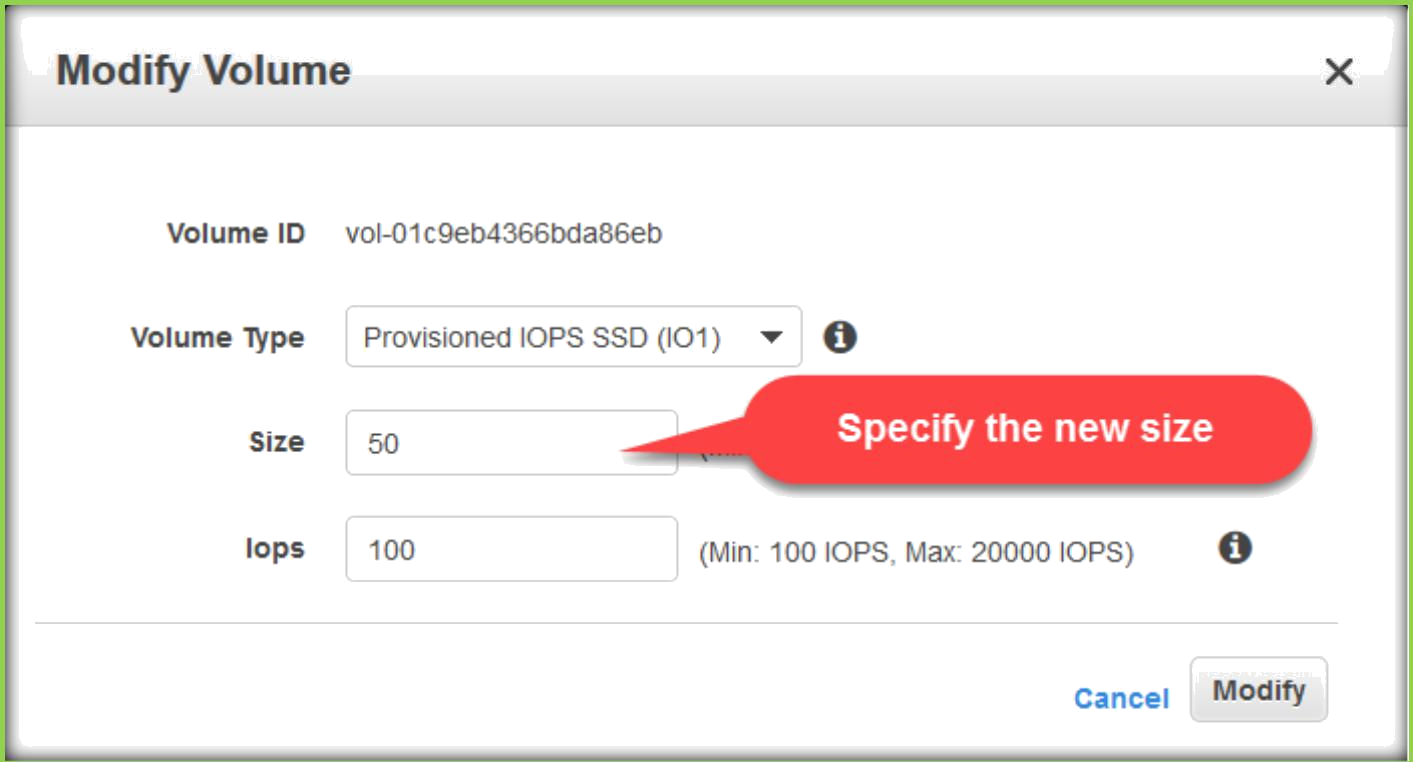 Modify Volume
Volume ID vol-01c9eb4366bda86eb
Volume Type Provisioned IOPS SSD (IO1)
Specify the new size
Size 50
Iops 100 (Min: 100 IOPS, Max: 20000 IOPS)
Cancel Modify